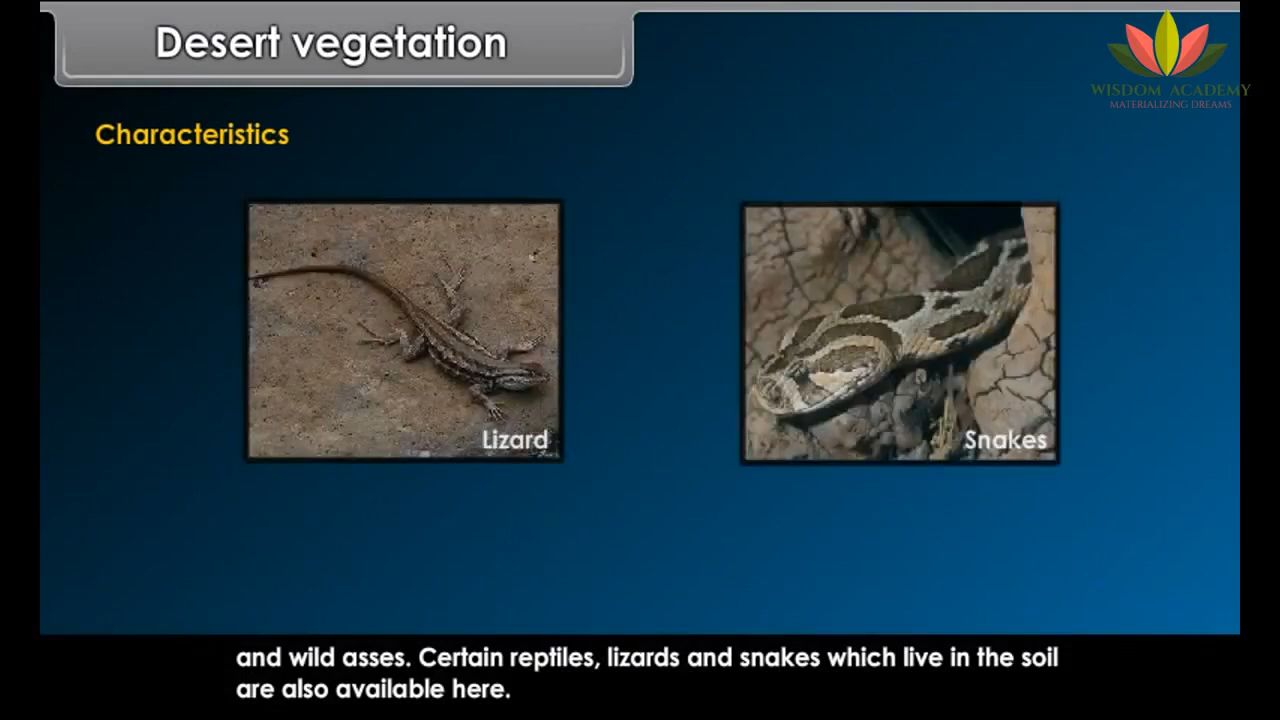 Desert vegetation
WISDOM ACADEMY
MATERIALIZING DREAMS
Characteristics
Lizard
Snakes
and wild asses. Certain reptiles, lizards and snakes which live in the soil
are also available here.